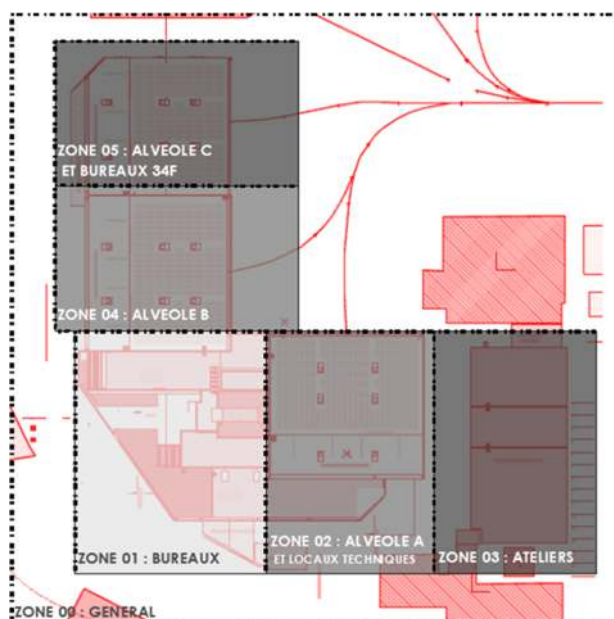 ZONE 05 : ALVEOLE C
ET BUREAUX 34F
ZONE 04 : ALVEOLE B
ZONE 01 : BUREAUX
ZONE 02 : ALVEOLE A
ET LOCAUX TECHNIQUES
ZONE 03 : ATELIERS
ZONE 00 : GENERAL